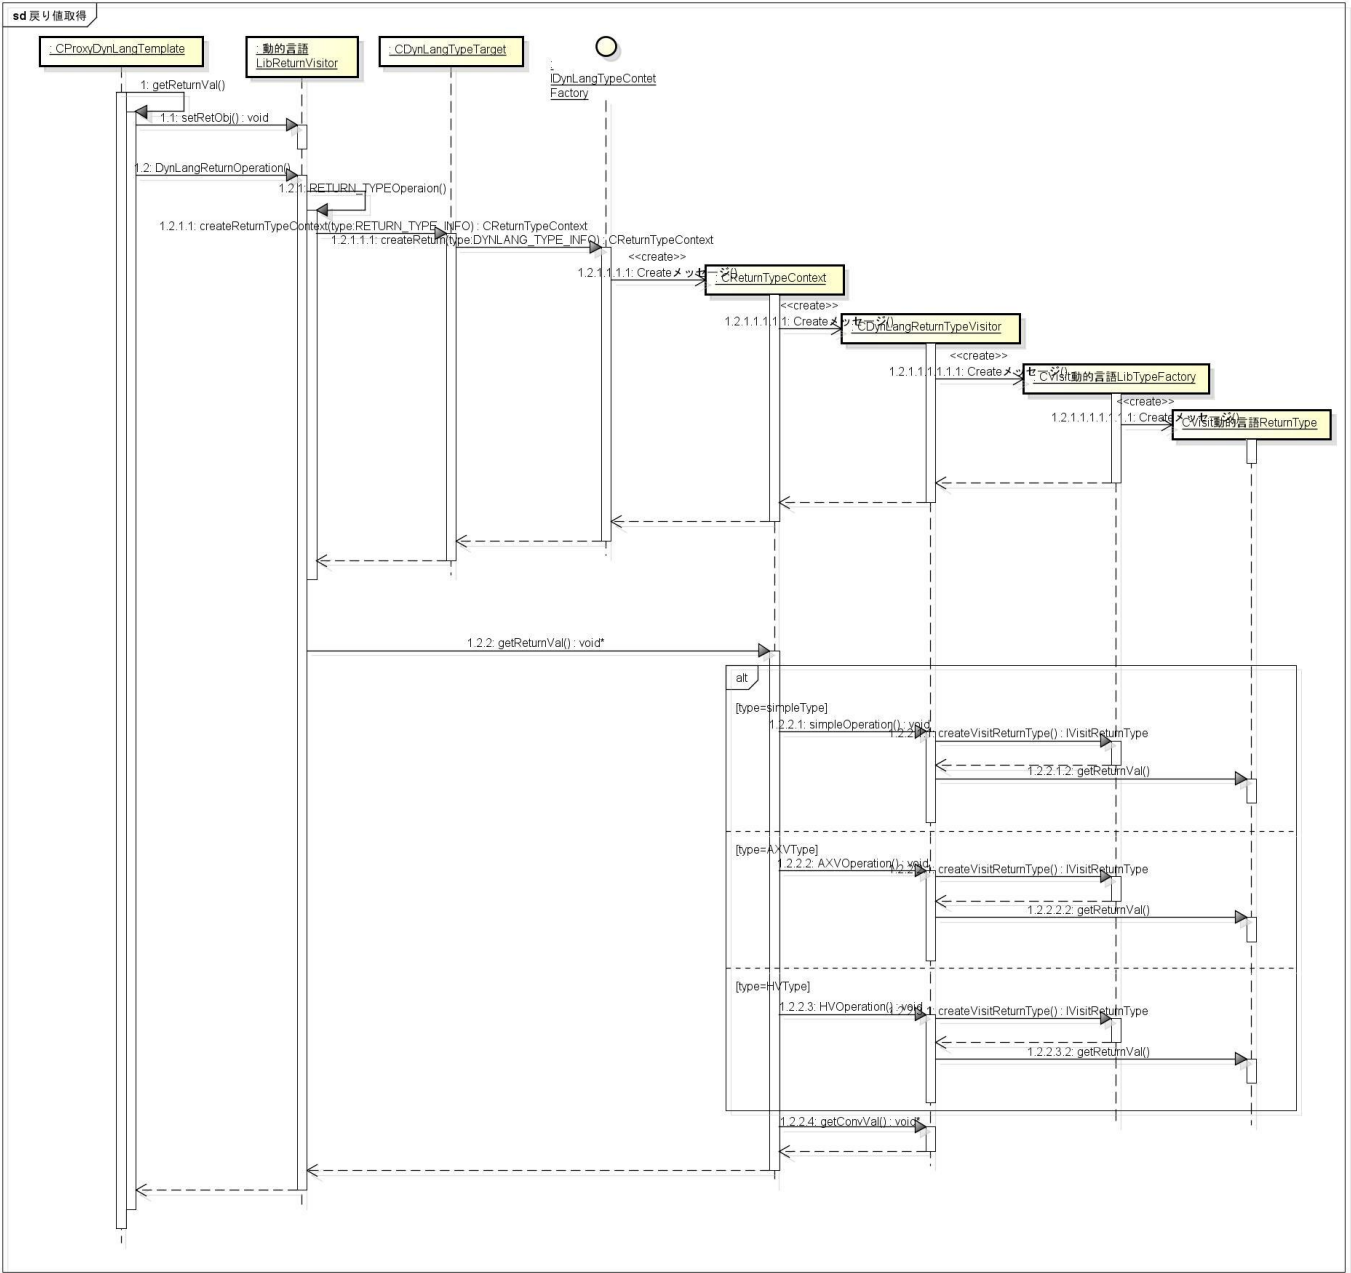 sd 戻り値取得
: CProxyDynLangTemplate
: 動的言語
LibReturnVisitor
: CDynLangTypeTarget
:
IDynLangTypeContet
Factory
1: getReturnVal()
1.1: setRetObj() : void
1.2: DynLangReturnOperation()
1.2.1: RETURN_TYPEOperaion()
1.2.1.1: createReturnTypeContext(type:RETURN_TYPE_INFO) : CReturnTypeContext
1.2.1.1.1: createReturn(type:DYNLANG_TYPE_INFO) : CReturnTypeContext
<<create>>
1.2.1.1.1.1: Createメッセージ()
: CReturnTypeContext
<<create>>
1.2.1.1.1.1.1: Createメッセージ()
: CDynLangReturnTypeVisitor
<<create>>
1.2.1.1.1.1.1.1: Createメッセージ()
CVisit動的言語LibTypeFactory
<<create>>
1.2.1.1.1.1.1.1.1: Createメッセージ()
CVisit動的言語ReturnType
1.2.2: getReturnVal() : void*
alt
[type=simpleType]
1.2.2.1: simpleOperation() : void
createVisitReturnType() : IVisitReturnType
1.2.2.1.2: getReturnVal()
[type=AXVType]
1.2.2.2: AXVOperation() : void
createVisitReturnType() : IVisitReturnType
1.2.2.2.2: getReturnVal()
[type=HVType]
1.2.2.3: HVOperation() : void
createVisitReturnType() : IVisitReturnType
1.2.2.3.2: getReturnVal()
1.2.2.4: getConvVal() : void*